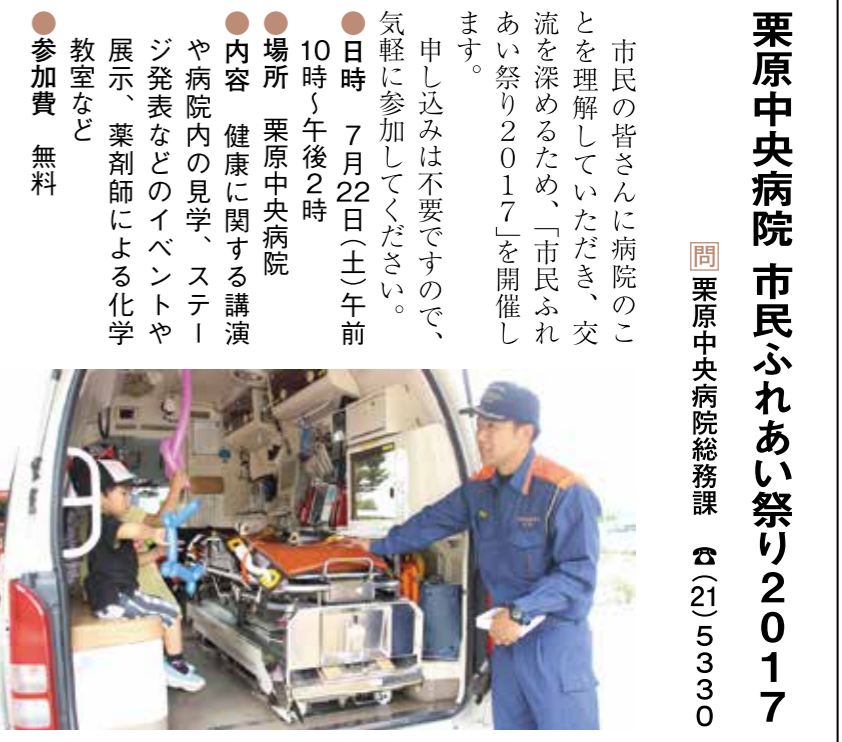 栗原中央病院 市民ふれあい祭り2017
問 栗原中央病院総務課 ☎(21)5330
市民の皆さんに病院のこ
とを理解していただき、交
流を深めるため、「市民ふれ
あい祭り2017」を開催し
ます。
申し込みは不要ですので、
気軽に参加してください。
●日時 7月22日(土)午前
10時〜午後2時
●場所 栗原中央病院
●内容 健康に関する講演
や病院内の見学、ステー
ジ発表などのイベントや
展示、薬剤師による化学
教室など
●参加費 無料